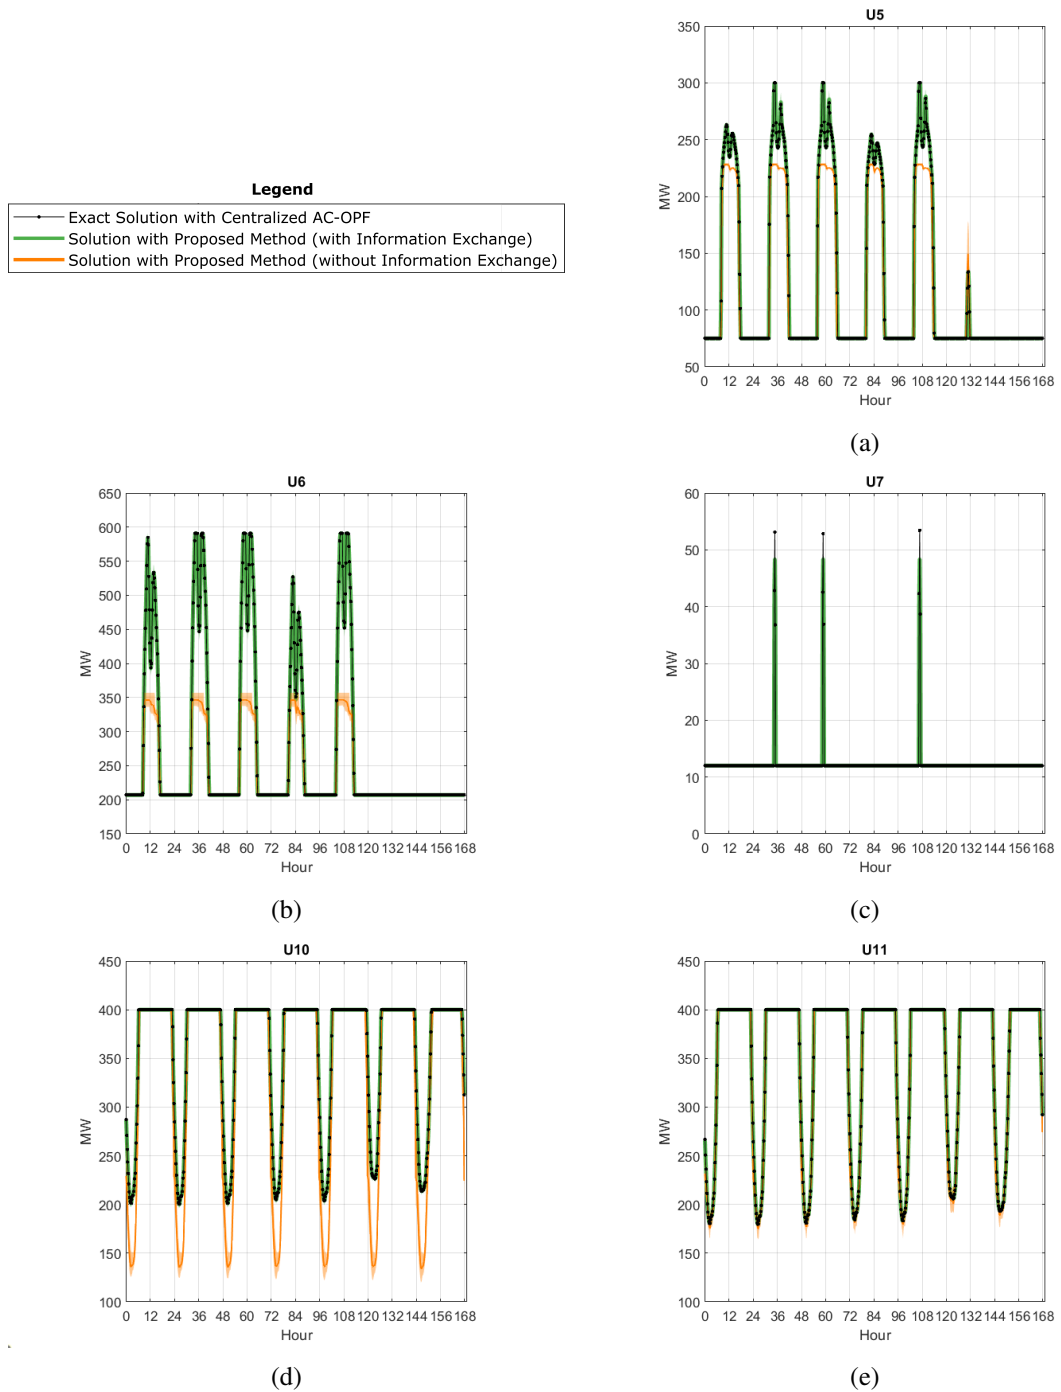 U5
350
300
250
200
150
100
50
MW
0 12 24 36 48 60 72 84 96 108 120 132 144 156 168
Hour
(a)
Legend
Exact Solution with Centralized AC-OPF
Solution with Proposed Method (with Information Exchange)
Solution with Proposed Method (without Information Exchange)
U6
650
600
550
500
450
400
350
300
250
200
150
MW
0 12 24 36 48 60 72 84 96 108 120 132 144 156 168
Hour
(b)
U7
60
50
40
30
20
10
0
MW
0 12 24 36 48 60 72 84 96 108 120 132 144 156 168
Hour
(c)
U10
450
400
350
300
250
200
150
100
MW
0 12 24 36 48 60 72 84 96 108 120 132 144 156 168
Hour
(d)
U11
450
400
350
300
250
200
150
100
MW
0 12 24 36 48 60 72 84 96 108 120 132 144 156 168
Hour
(e)